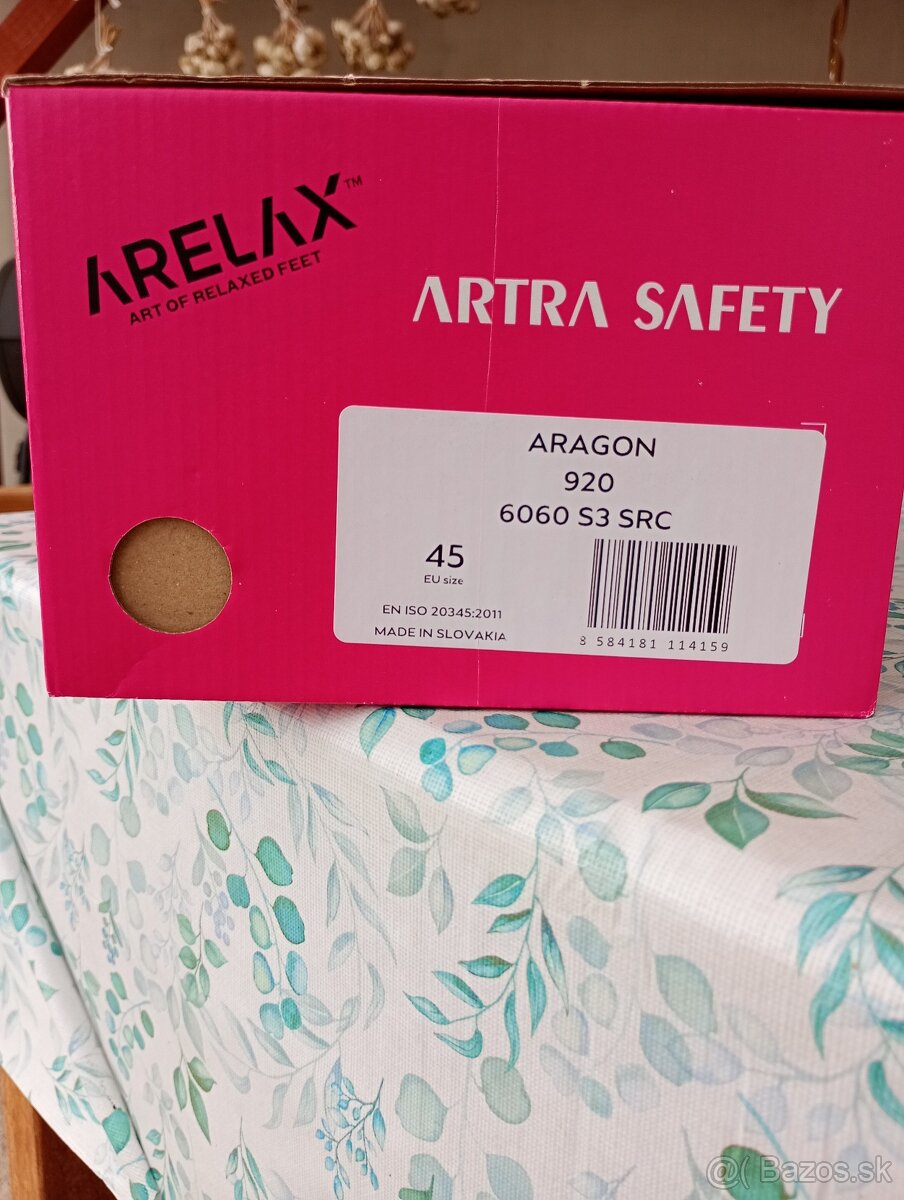 ARELAX™
ART OF RELAXED FEET
ARTRA SAFETY
ARAGON
920
6060 S3 SRC
45
EU size
EN ISO 20345:2011
MADE IN SLOVAKIA
8 584181 114159
@( Bazos.sk